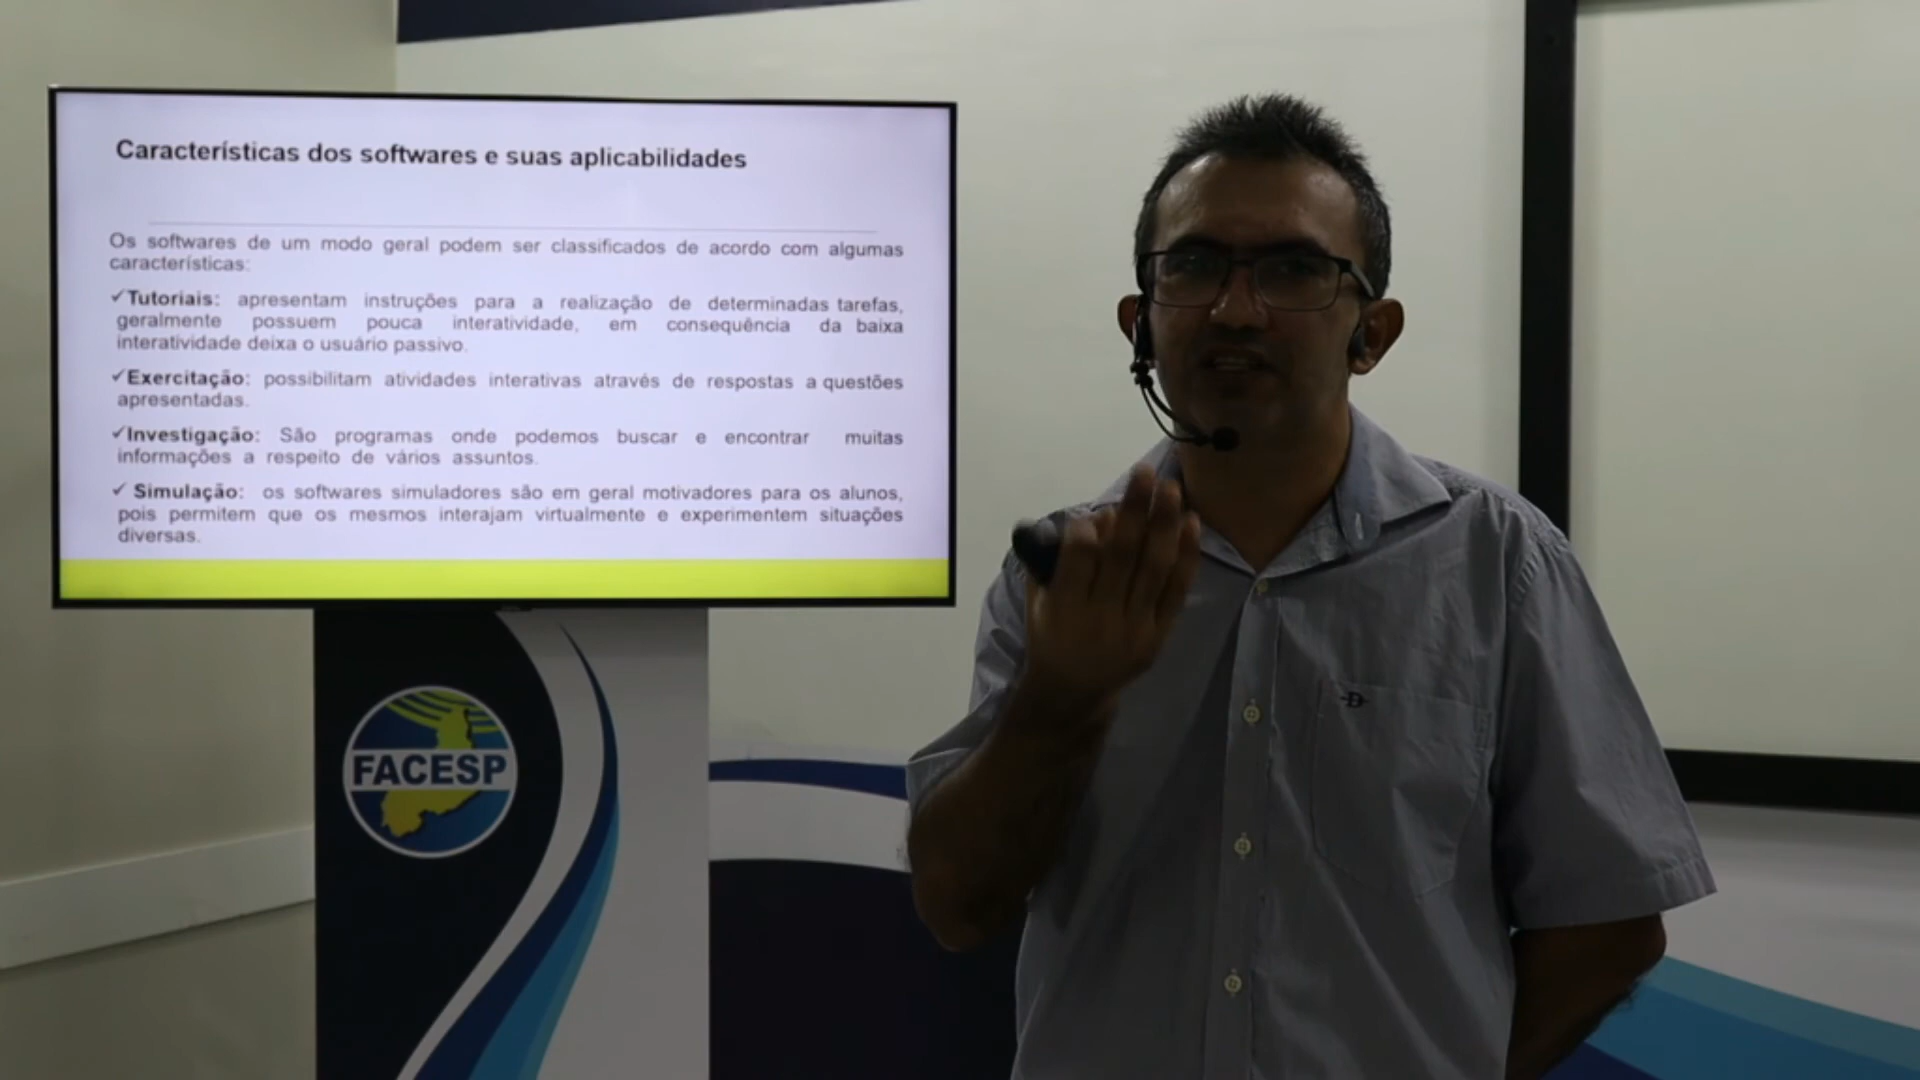 Características dos softwares e suas aplicabilidades
Os softwares de um modo geral podem ser classificados de acordo com algumas
características:
✓Tutoriais: apresentam instruções para a realização de determinadas tarefas,
geralmente possuem pouca interatividade, em consequência da baixa
interatividade deixa o usuário passivo.
✓Exercitação: possibilitam atividades interativas através de respostas a questões
apresentadas.
✓Investigação: São programas onde podemos buscar e encontrar muitas
informações a respeito de vários assuntos.
✓ Simulação: os softwares simuladores são em geral motivadores para os alunos,
pois permitem que os mesmos interajam virtualmente e experimentem situações
diversas.
FACESP
D